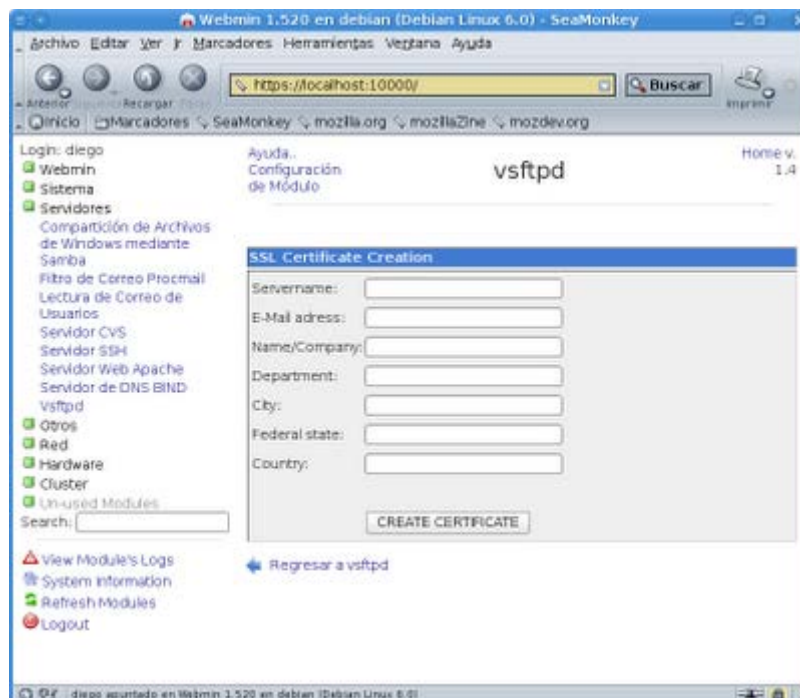 Webmin 1.520 en debian (Debian Linux 6.0) - SeaMonkey
Archivo Editar Ver Ir Marcadores Herramientas Ventana Ayuda
Anterior Recargar
https://localhost:10000/
Buscar
Imprimir
Inicio Marcadores SeaMonkey mozilla.org mozillaZine mozdev.org
Login: diego
Webmin
Sistema
Servidores
Compartición de Archivos
de Windows mediante
Samba
Filtro de Correo Procmail
Lectura de Correo de
Usuarios
Servidor CVS
Servidor SSH
Servidor Web Apache
Servidor de DNS BIND
Vsftpd
Otros
Red
Hardware
Cluster
Un-used Modules
Search:
View Module's Logs
System Information
Refresh Modules
Logout
Ayuda..
Configuración
de Módulo
vsftpd
Home v.
1.4
SSL Certificate Creation
Servername:
E-Mail adress:
Name/Company:
Department:
City:
Federal state:
Country:
CREATE CERTIFICATE
Regresar a vsftpd
diego apuntado en Webmin 1.520 en debian (Debian Linux 6.0)